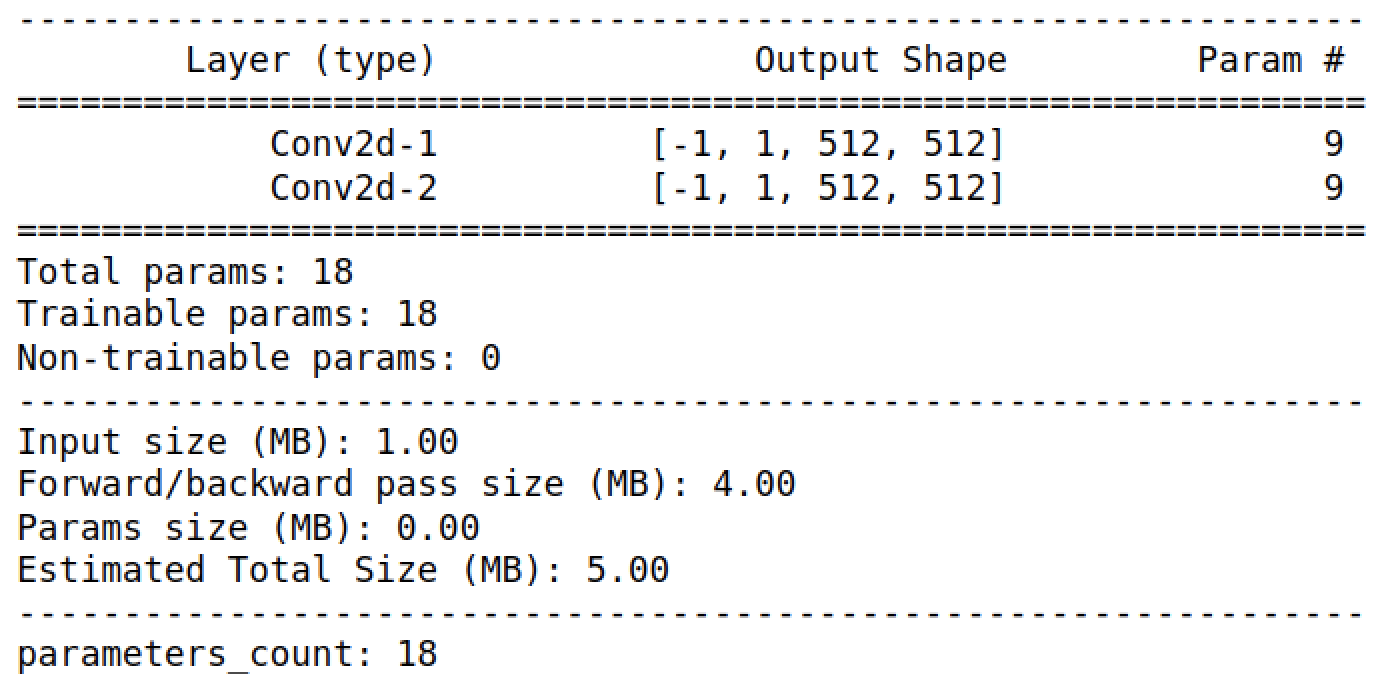 ----------------------------------------------------------------
Layer (type) Output Shape Param #
================================================================
Conv2d-1 [-1, 1, 512, 512] 9
Conv2d-2 [-1, 1, 512, 512] 9
================================================================
Total params: 18
Trainable params: 18
Non-trainable params: 0
----------------------------------------------------------------
Input size (MB): 1.00
Forward/backward pass size (MB): 4.00
Params size (MB): 0.00
Estimated Total Size (MB): 5.00
----------------------------------------------------------------
parameters_count: 18